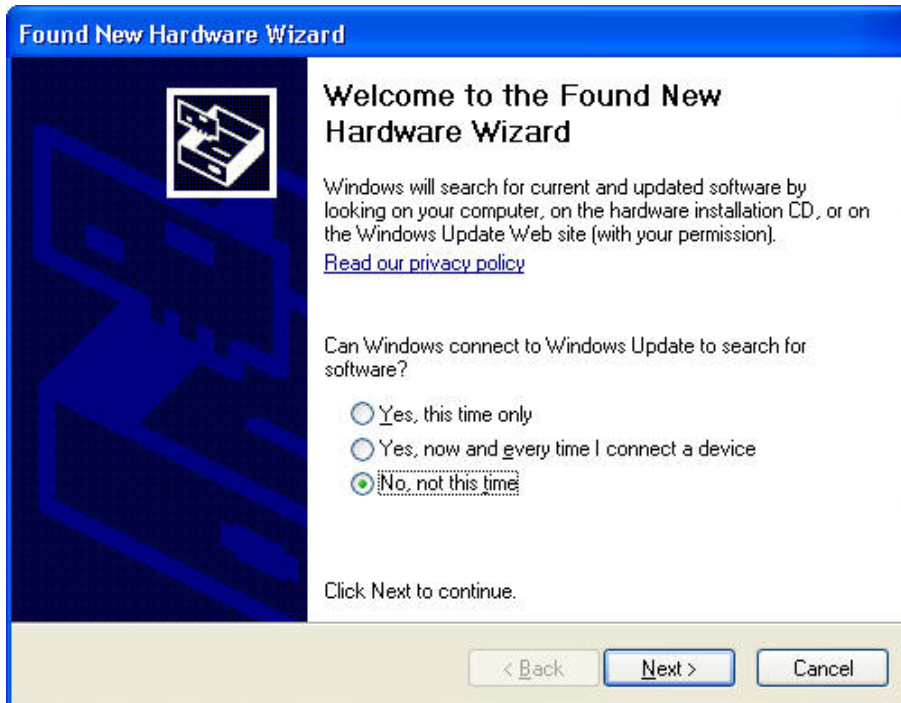 Found New Hardware Wizard
Welcome to the Found New
Hardware Wizard
Windows will search for current and updated software by
looking on your computer, on the hardware installation CD, or on
the Windows Update Web site (with your permission).
Read our privacy policy
Can Windows connect to Windows Update to search for
software?
Yes, this time only
Yes, now and every time I connect a device
No, not this time
Click Next to continue.
< Back Next > Cancel